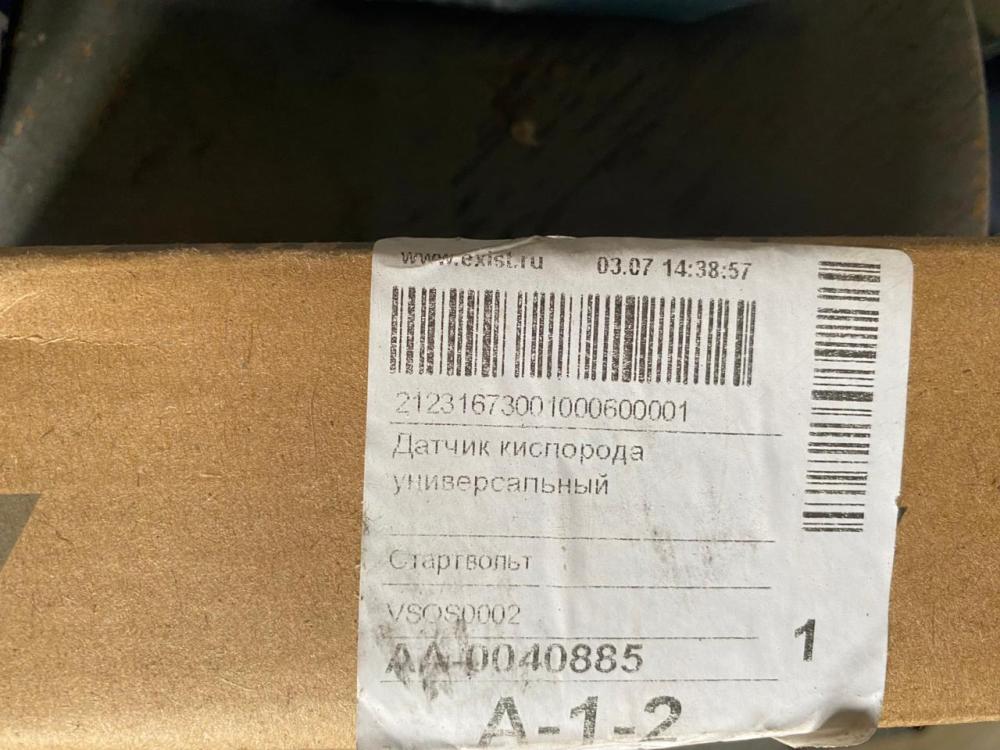 www.exist.ru 03.07 14:38:57
21231673001000600001
Датчик кислорода
универсальный
Стартвольт
VSOS0002
AA-0040885
1
A-1-2